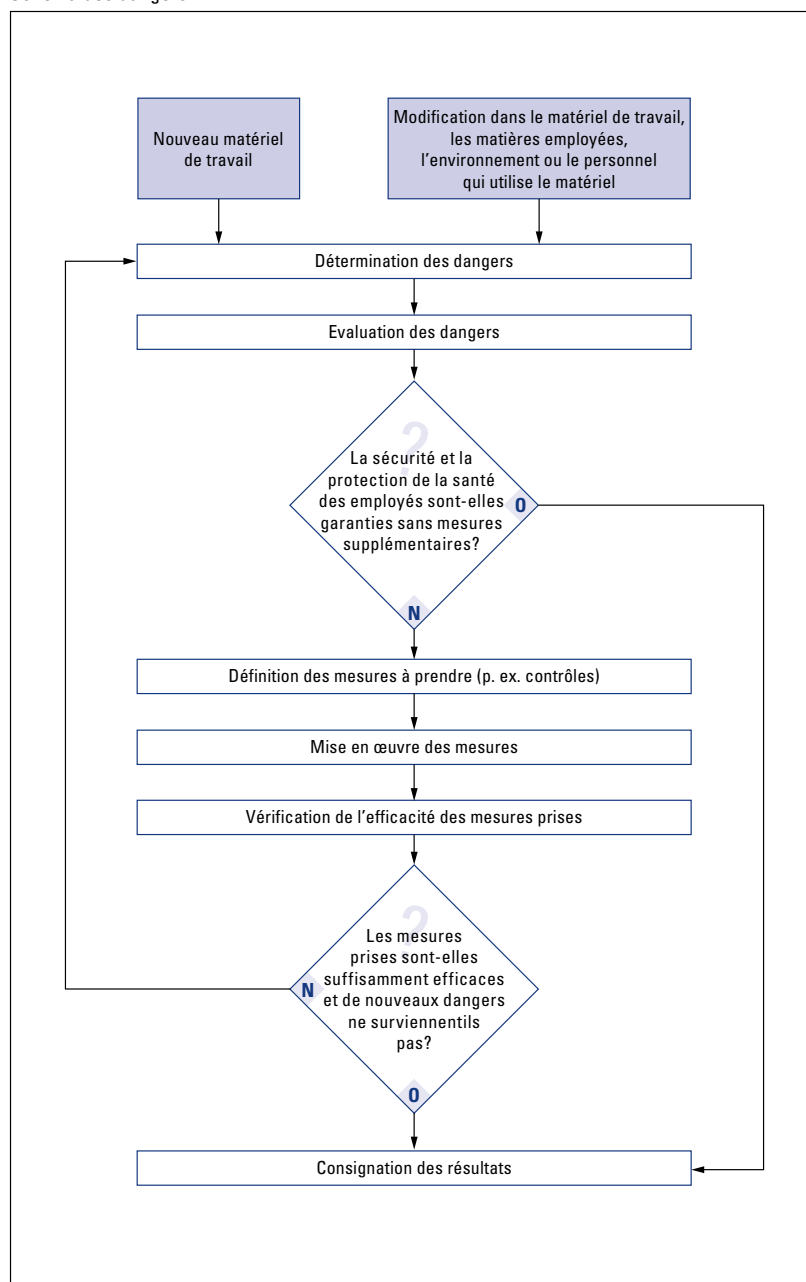 Nouveau matériel
de travail
Modification dans le matériel de travail,
les matières employées,
l'environnement ou le personnel
qui utilise le matériel
Détermination des dangers
Evaluation des dangers
?
La sécurité et la
protection de la santé
des employés sont-elles
garanties sans mesures
supplémentaires?
O
N
Définition des mesures à prendre (p. ex. contrôles)
Mise en œuvre des mesures
Vérification de l'efficacité des mesures prises
?
Les mesures
prises sont-elles
suffisamment efficaces
et de nouveaux dangers
ne surviennentils
pas?
N
O
Consignation des résultats